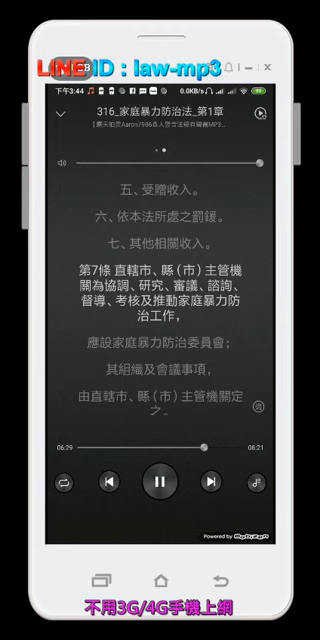 LINE ID：law-mp3
下午3:44
0.0KB/s
316_家庭暴力防治法_第1章
五、受贈收入。
六、依本法所處之罰鍰。
七、其他相關收入。
第7條 直轄市、縣（市）主管機
關為協調、研究、審議、諮詢、
督導、考核及推動家庭暴力防
治工作，
應設家庭暴力防治委員會；
其組織及會議事項，
由直轄市、縣（市）主管機關定
之。
06:29
08:21
Powered by
不用3G/4G手機上網